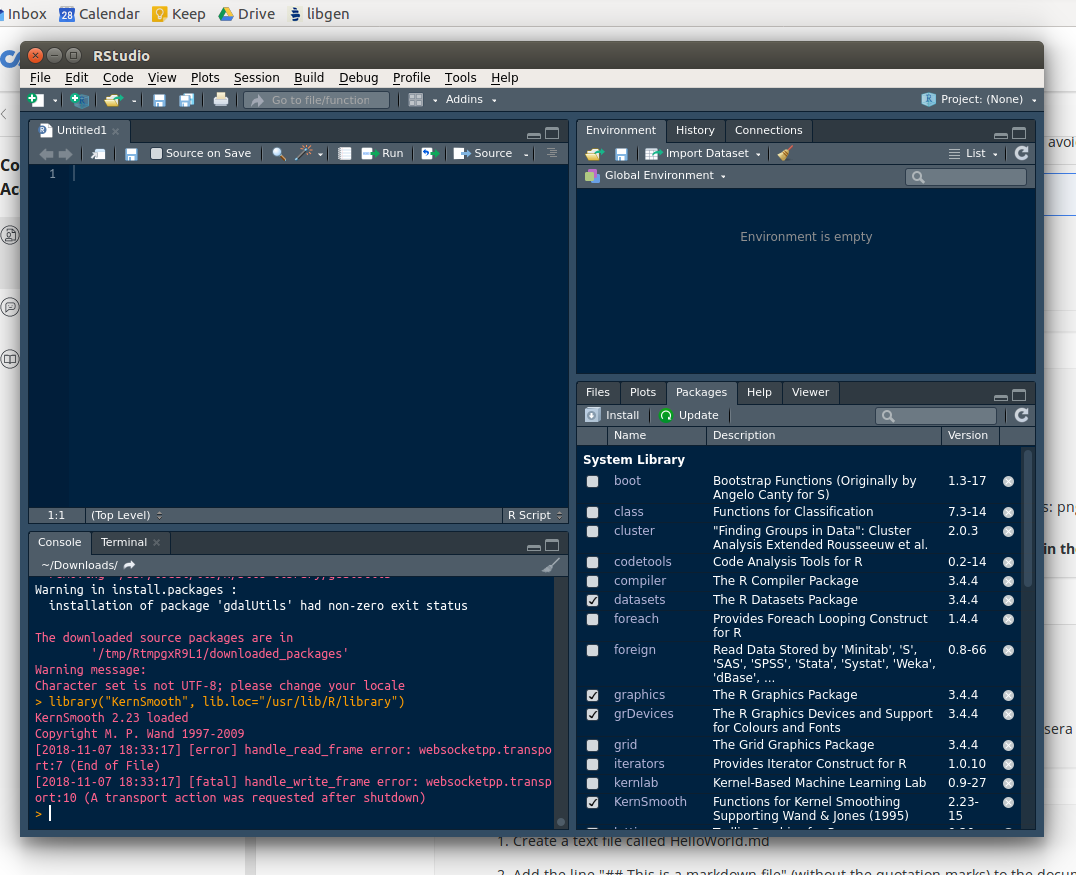 Inbox 28 Calendar Keep Drive libgen
RStudio
File Edit Code View Plots Session Build Debug Profile Tools Help
Go to file/function Addins Project: (None)
Co
Ac
avoi
Untitled1
Source on Save Run Source
1
1:1 (Top Level) R Script
Environment History Connections
Import Dataset List
Global Environment
Environment is empty
Console Terminal
~/Downloads/
Warning in install.packages :
installation of package 'gdalUtils' had non-zero exit status
The downloaded source packages are in
'/tmp/RtmpgxR9L1/downloaded_packages'
Warning message:
Character set is not UTF-8; please change your locale
> library("KernSmooth", lib.loc="/usr/lib/R/library")
KernSmooth 2.23 loaded
Copyright M. P. Wand 1997-2009
[2018-11-07 18:33:17] [error] handle_read_frame error: websocketpp.transpo
rt:7 (End of File)
[2018-11-07 18:33:17] [fatal] handle_write_frame error: websocketpp.transp
ort:10 (A transport action was requested after shutdown)
>
Files Plots Packages Help Viewer
Install Update
Name Description Version
System Library
boot Bootstrap Functions (Originally by 1.3-17
Angelo Canty for S)
class Functions for Classification 7.3-14
cluster "Finding Groups in Data": Cluster 2.0.3
Analysis Extended Rousseeuw et al.
codetools Code Analysis Tools for R 0.2-14
compiler The R Compiler Package 3.4.4
datasets The R Datasets Package 3.4.4
foreach Provides Foreach Looping Construct 1.4.4
for R
foreign Read Data Stored by 'Minitab', 'S', 0.8-66
'SAS', 'SPSS', 'Stata', 'Systat', 'Weka',
'dBase', ...
graphics The R Graphics Package 3.4.4
grDevices The R Graphics Devices and Support 3.4.4
for Colours and Fonts
grid The Grid Graphics Package 3.4.4
iterators Provides Iterator Construct for R 1.0.10
kernlab Kernel-Based Machine Learning Lab 0.9-27
KernSmooth Functions for Kernel Smoothing 2.23-
Supporting Wand & Jones (1995) 15
s: pn
in the
sera
1. Create a text file called HelloWorld.md
2. Add the line "## This is a markdown file" (without the quotation marks) to the docu